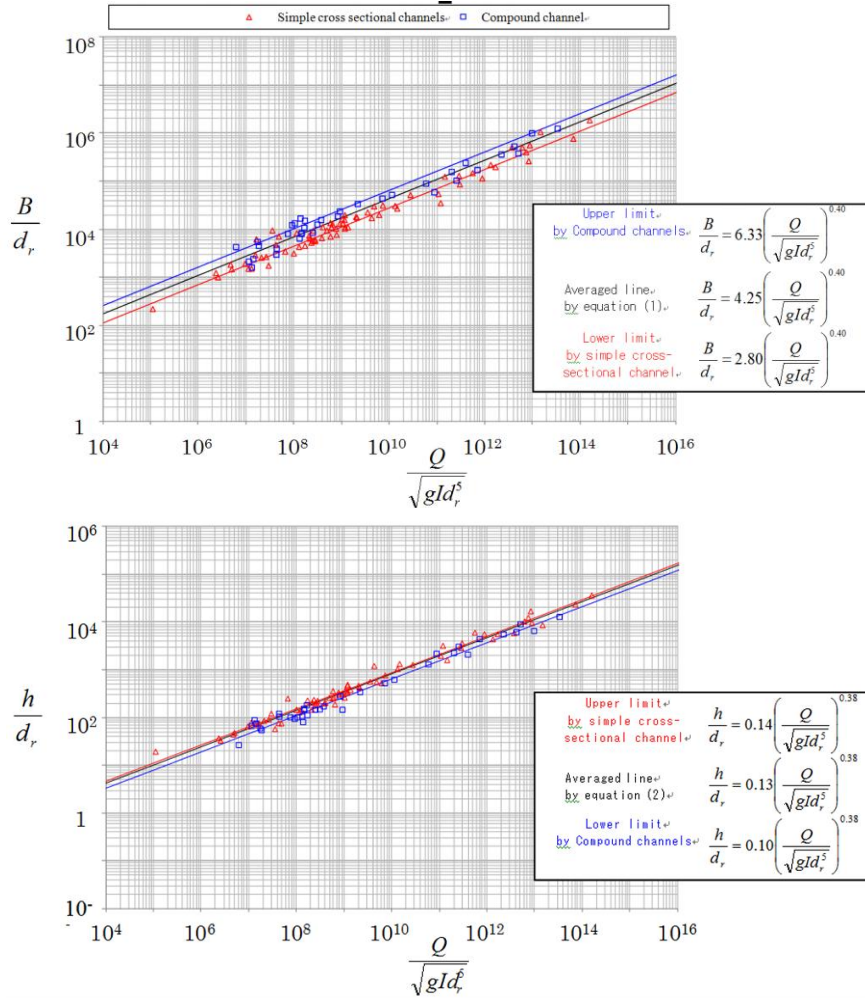 Simple cross sectional channels Compound channel
10^8
10^6
10^4
10^2
1
B/d_r
10^4 10^6 10^8 10^10 10^12 10^14 10^16
Q/√(gId_r^5)
Upper limit
by Compound channels
B/d_r = 6.33(Q/√(gId_r^5))^0.40
Averaged line
by equation (1)
B/d_r = 4.25(Q/√(gId_r^5))^0.40
Lower limit
by simple cross-
sectional channel
B/d_r = 2.80(Q/√(gId_r^5))^0.40
10^6
10^4
10^2
1
10^-
h/d_r
10^4 10^6 10^8 10^10 10^12 10^14 10^16
Upper limit
by simple cross-
sectional channel
h/d_r = 0.14(Q/√(gId_r^5))^0.38
Averaged line
by equation (2)
h/d_r = 0.13(Q/√(gId_r^5))^0.38
Lower limit
by Compound channels
h/d_r = 0.10(Q/√(gId_r^5))^0.38